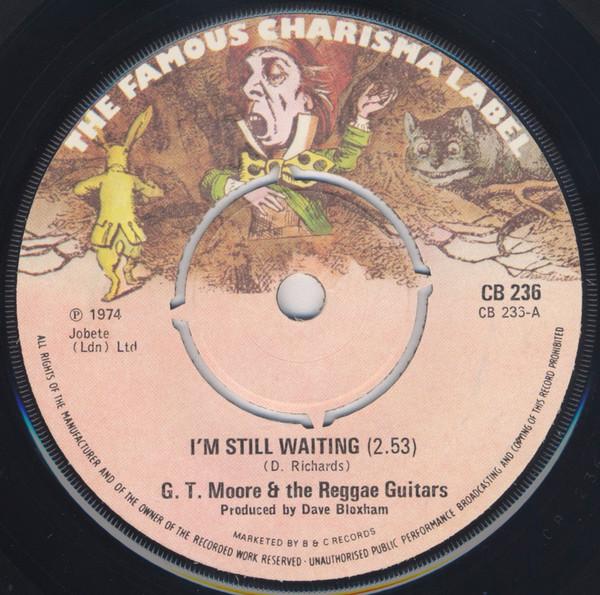 THE FAMOUS CHARISMA LABEL
CB 236
CB 236-A
℗ 1974
Jobete
(Ldn) Ltd
I'M STILL WAITING (2.53)
(D. Richards)
G. T. Moore & the Reggae Guitars
Produced by Dave Bloxham
MARKETED BY B & C RECORDS
ALL RIGHTS OF THE MANUFACTURER AND OF THE OWNER OF THE RECORDED WORK RESERVED · UNAUTHORISED PUBLIC PERFORMANCE BROADCASTING AND COPYING OF THIS RECORD PROHIBITED